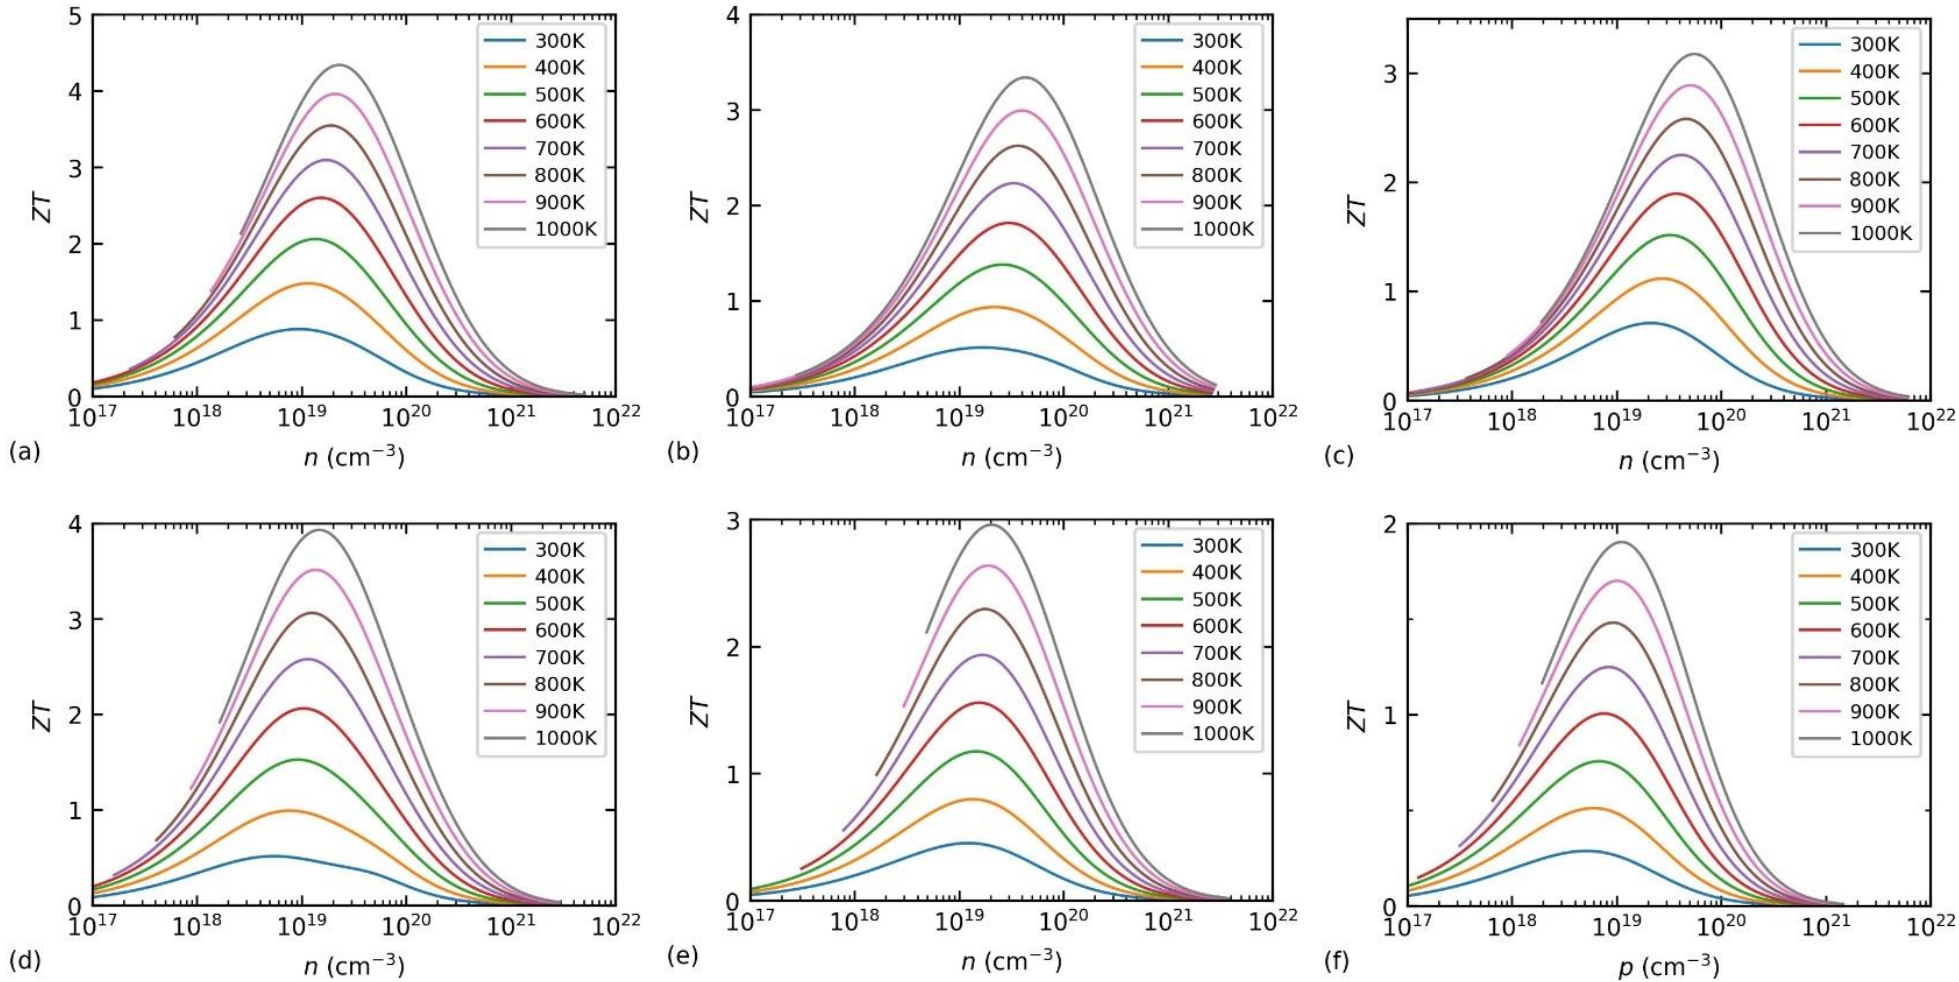 5
4
3
2
1
0
ZT
10^17 10^18 10^19 10^20 10^21 10^22
n (cm^−3)
(a)
300K
400K
500K
600K
700K
800K
900K
1000K
4
3
2
1
0
ZT
10^17 10^18 10^19 10^20 10^21 10^22
n (cm^−3)
(b)
300K
400K
500K
600K
700K
800K
900K
1000K
3
2
1
0
ZT
10^17 10^18 10^19 10^20 10^21 10^22
n (cm^−3)
(c)
300K
400K
500K
600K
700K
800K
900K
1000K
4
3
2
1
0
ZT
10^17 10^18 10^19 10^20 10^21 10^22
n (cm^−3)
(d)
300K
400K
500K
600K
700K
800K
900K
1000K
3
2
1
0
ZT
10^17 10^18 10^19 10^20 10^21 10^22
n (cm^−3)
(e)
300K
400K
500K
600K
700K
800K
900K
1000K
2
1
0
ZT
10^17 10^18 10^19 10^20 10^21 10^22
p (cm^−3)
(f)
300K
400K
500K
600K
700K
800K
900K
1000K